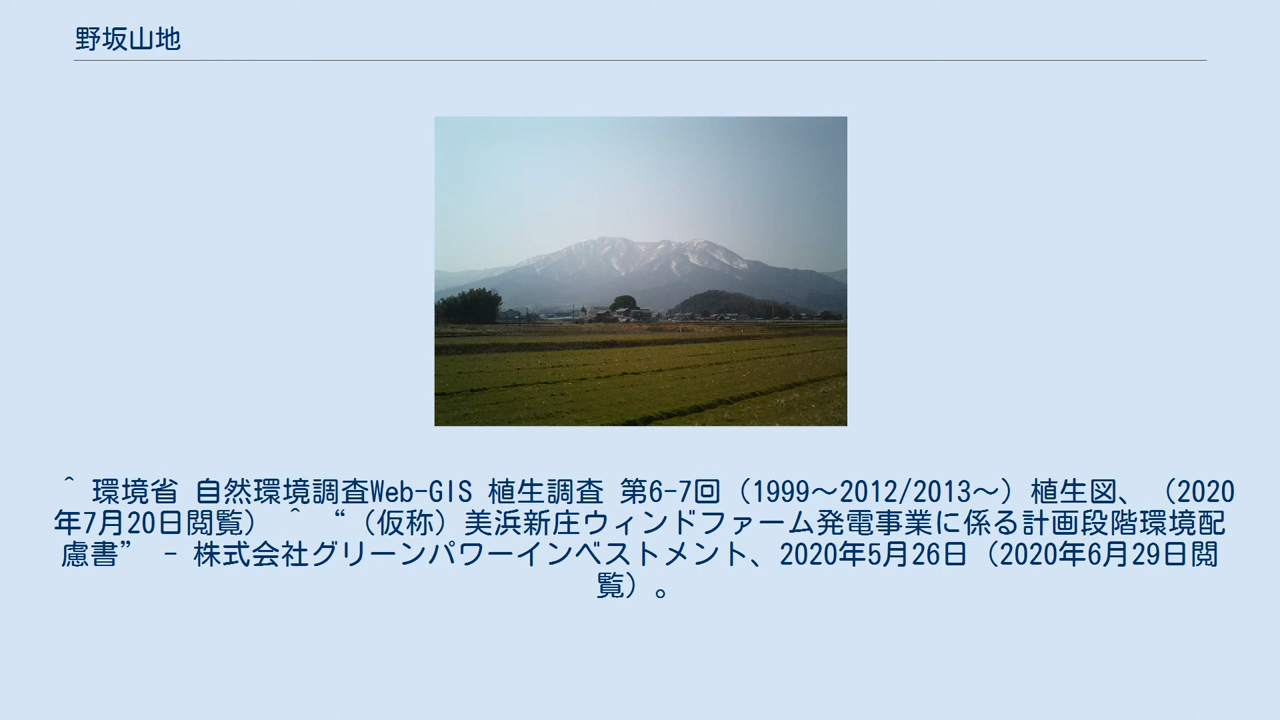 野坂山地
^ 環境省 自然環境調査Web-GIS 植生調査 第6-7回（1999～2012/2013～）植生図、（2020
年7月20日閲覧） ^ “（仮称）美浜新庄ウィンドファーム発電事業に係る計画段階環境配
慮書” - 株式会社グリーンパワーインベストメント、2020年5月26日（2020年6月29日閲
覧）。